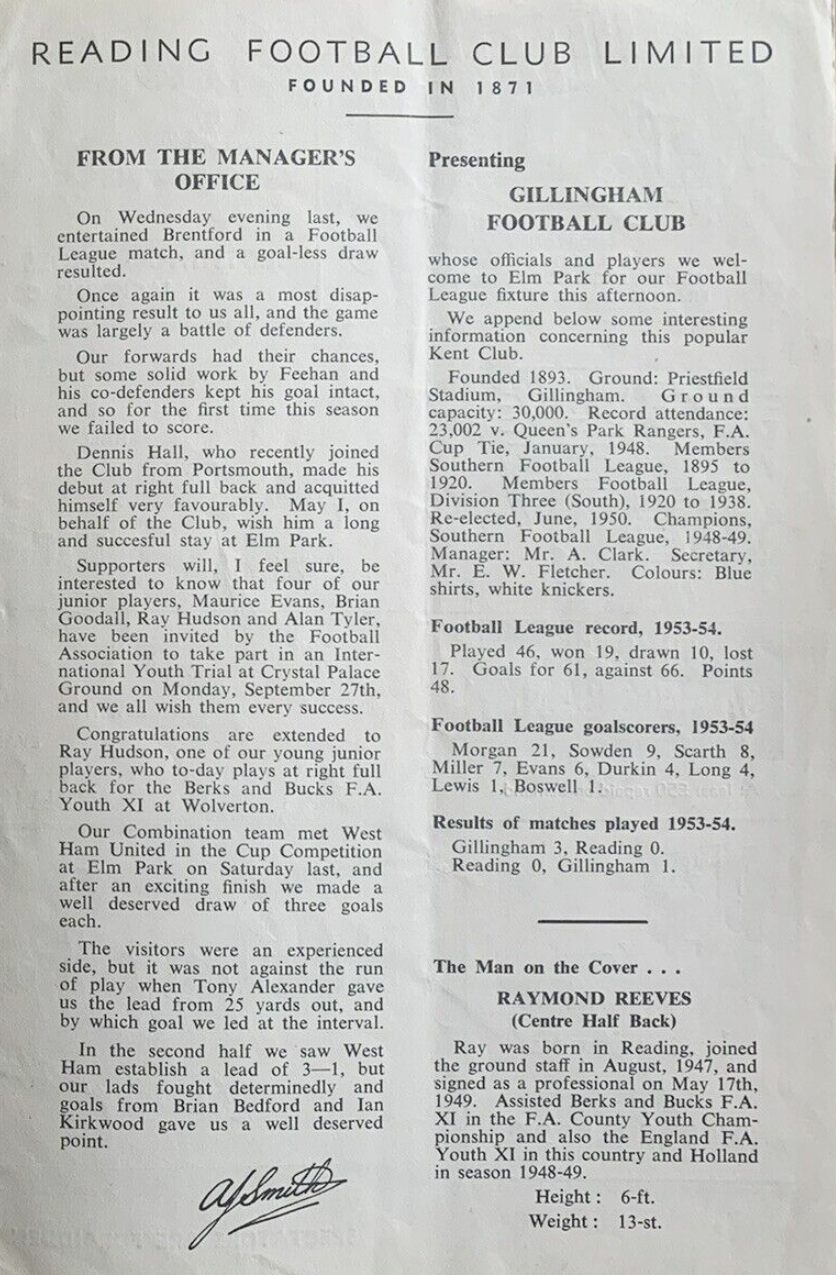 READING FOOTBALL CLUB LIMITED
FOUNDED IN 1871
FROM THE MANAGER'S
OFFICE
On Wednesday evening last, we
entertained Brentford in a Football
League match, and a goal-less draw
resulted.
Once again it was a most disap-
pointing result to us all, and the game
was largely a battle of defenders.
Our forwards had their chances,
but some solid work by Feehan and
his co-defenders kept his goal intact,
and so for the first time this season
we failed to score.
Dennis Hall, who recently joined
the Club from Portsmouth, made his
debut at right full back and acquitted
himself very favourably. May I, on
behalf of the Club, wish him a long
and succesful stay at Elm Park.
Supporters will, I feel sure, be
interested to know that four of our
junior players, Maurice Evans, Brian
Goodall, Ray Hudson and Alan Tyler,
have been invited by the Football
Association to take part in an Inter-
national Youth Trial at Crystal Palace
Ground on Monday, September 27th,
and we all wish them every success.
Congratulations are extended to
Ray Hudson, one of our young junior
players, who to-day plays at right full
back for the Berks and Bucks F.A.
Youth XI at Wolverton.
Our Combination team met West
Ham United in the Cup Competition
at Elm Park on Saturday last, and
after an exciting finish we made a
well deserved draw of three goals
each.
The visitors were an experienced
side, but it was not against the run
of play when Tony Alexander gave
us the lead from 25 yards out, and
by which goal we led at the interval.
In the second half we saw West
Ham establish a lead of 3—1, but
our lads fought determinedly and
goals from Brian Bedford and Ian
Kirkwood gave us a well deserved
point.
AJSmith
Presenting
GILLINGHAM
FOOTBALL CLUB
whose officials and players we wel-
come to Elm Park for our Football
League fixture this afternoon.
We append below some interesting
information concerning this popular
Kent Club.
Founded 1893. Ground: Priestfield
Stadium, Gillingham. Ground
capacity: 30,000. Record attendance:
23,002 v. Queen's Park Rangers, F.A.
Cup Tie, January, 1948. Members
Southern Football League, 1895 to
1920. Members Football League,
Division Three (South), 1920 to 1938.
Re-elected, June, 1950. Champions,
Southern Football League, 1948-49.
Manager: Mr. A. Clark. Secretary,
Mr. E. W. Fletcher. Colours: Blue
shirts, white knickers.
Football League record, 1953-54.
Played 46, won 19, drawn 10, lost
17. Goals for 61, against 66. Points
48.
Football League goalscorers, 1953-54
Morgan 21, Sowden 9, Scarth 8,
Miller 7, Evans 6, Durkin 4, Long 4,
Lewis 1, Boswell 1.
Results of matches played 1953-54.
Gillingham 3, Reading 0.
Reading 0, Gillingham 1.
The Man on the Cover . . .
RAYMOND REEVES
(Centre Half Back)
Ray was born in Reading, joined
the ground staff in August, 1947, and
signed as a professional on May 17th,
1949. Assisted Berks and Bucks F.A.
XI in the F.A. County Youth Cham-
pionship and also the England F.A.
Youth XI in this country and Holland
in season 1948-49.
Height : 6-ft.
Weight : 13-st.